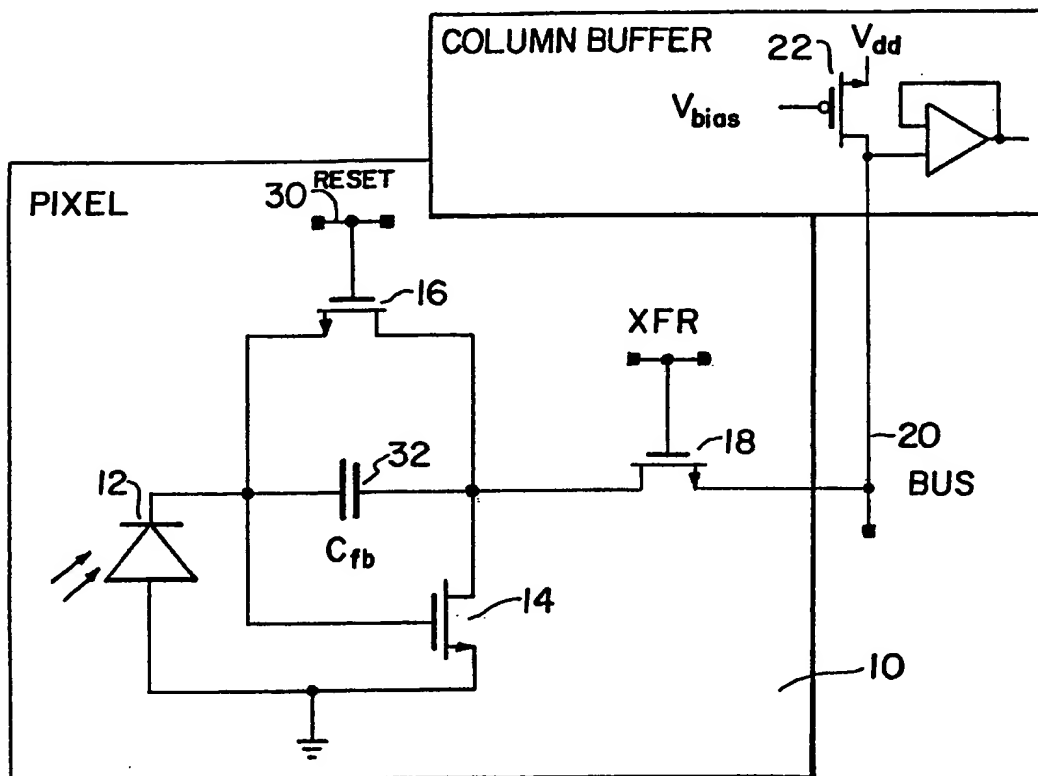 COLUMN BUFFER
22
Vdd
Vbias
PIXEL
30
RESET
16
XFR
18
32
12
Cfb
20
BUS
14
10